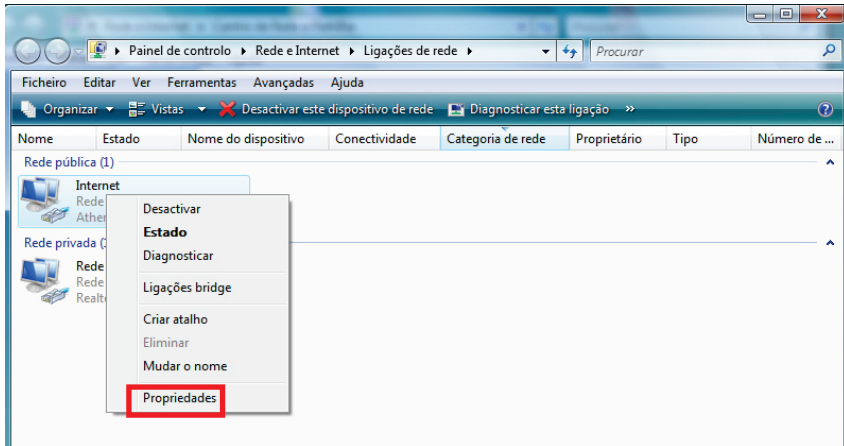 Painel de controlo Rede e Internet Ligações de rede Procurar
Ficheiro Editar Ver Ferramentas Avançadas Ajuda
Organizar Vistas Desactivar este dispositivo de rede Diagnosticar esta ligação »
Nome Estado Nome do dispositivo Conectividade Categoria de rede Proprietário Tipo Número de ...
Rede pública (1)
Internet
Rede
Ather
Desactivar
Estado
Diagnosticar
Ligações bridge
Criar atalho
Eliminar
Mudar o nome
Propriedades
Rede privada (
Rede
Rede
Realt